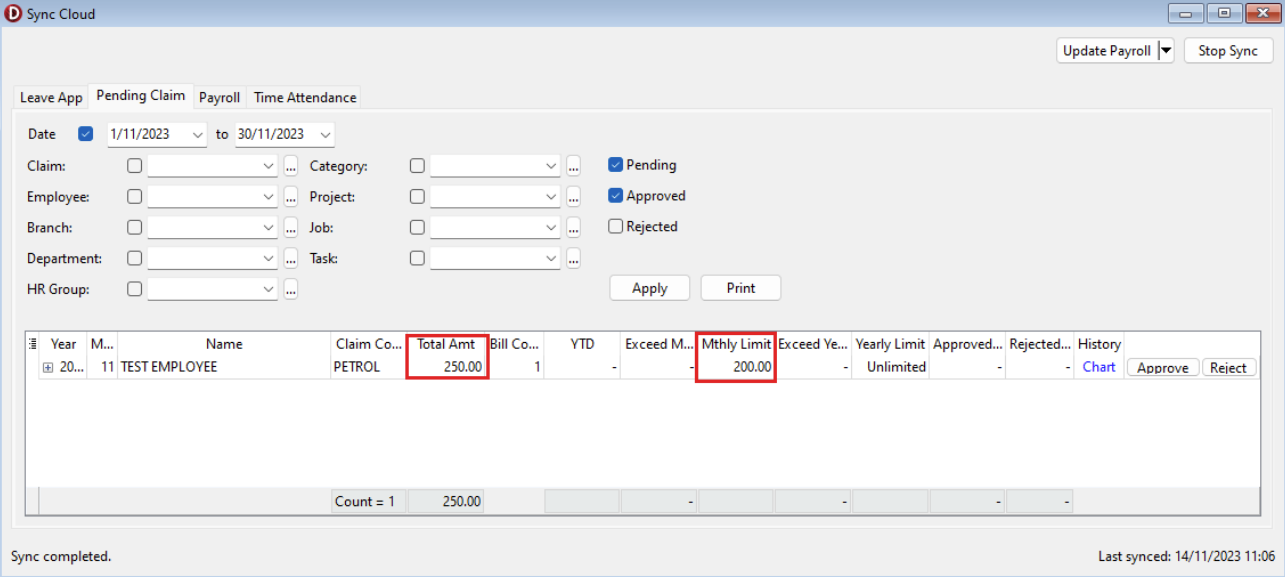 Sync Cloud
Update Payroll Stop Sync
Leave App Pending Claim Payroll Time Attendance
Date 1/11/2023 to 30/11/2023
Claim: ... Category: ... Pending
Employee: ... Project: ... Approved
Branch: ... Job: ... Rejected
Department: ... Task: ...
HR Group: ... Apply Print
Year M... Name Claim Co... Total Amt Bill Co... YTD Exceed M... Mthly Limit Exceed Ye... Yearly Limit Approved... Rejected... History
20... 11 TEST EMPLOYEE PETROL 250.00 1 - - 200.00 - Unlimited - - Chart Approve Reject
Count = 1 250.00 - - - -
Sync completed. Last synced: 14/11/2023 11:06